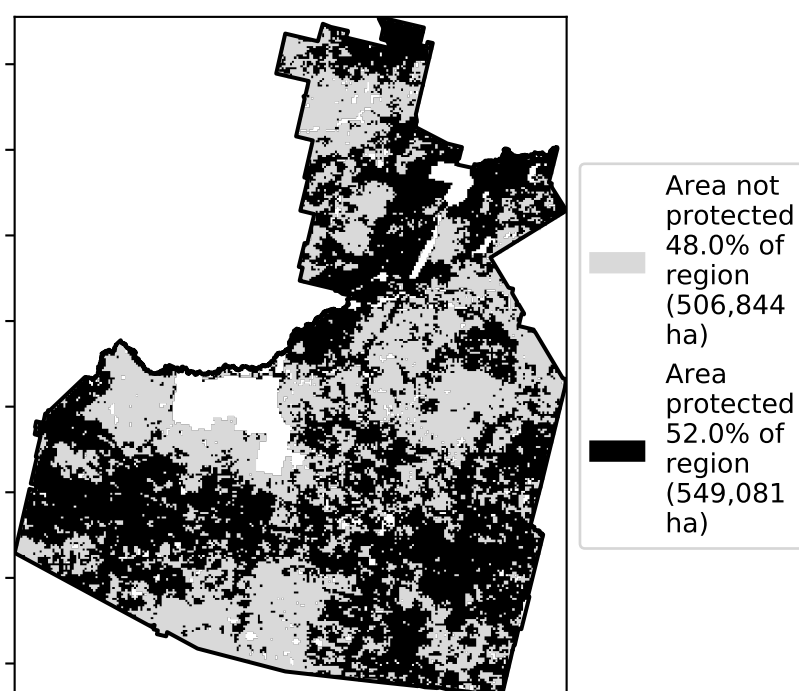 Area not
protected
48.0% of
region
(506,844
ha)
Area
protected
52.0% of
region
(549,081
ha)